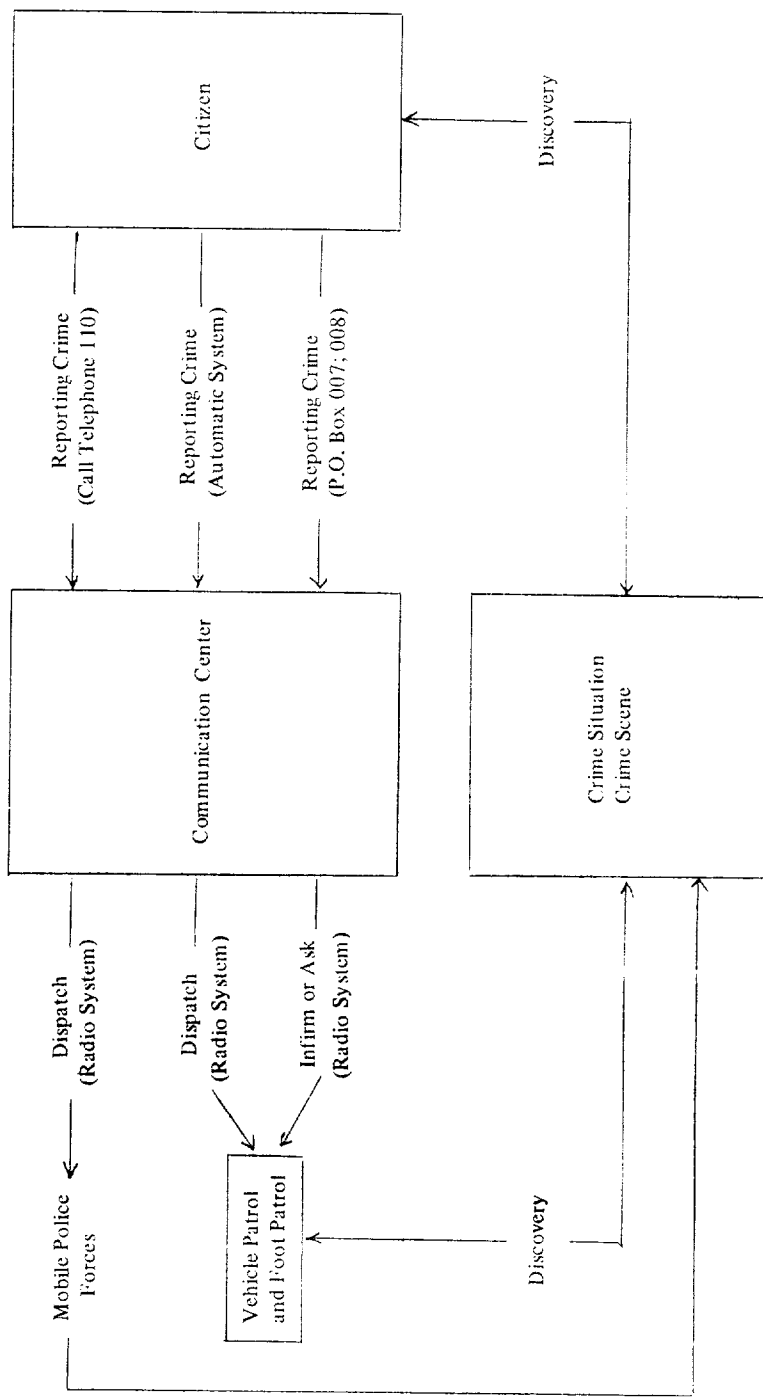 Mobile Police
Forces
Dispatch
(Radio System)
Reporting Crime
(Call Telephone 110)
Vehicle Patrol
and Foot Patrol
Dispatch
(Radio System)
Communication Center
Reporting Crime
(Automatic System)
Citizen
Infirm or Ask
(Radio System)
Reporting Crime
(P.O. Box 007; 008)
Discovery
Discovery
Crime Situation
Crime Scene